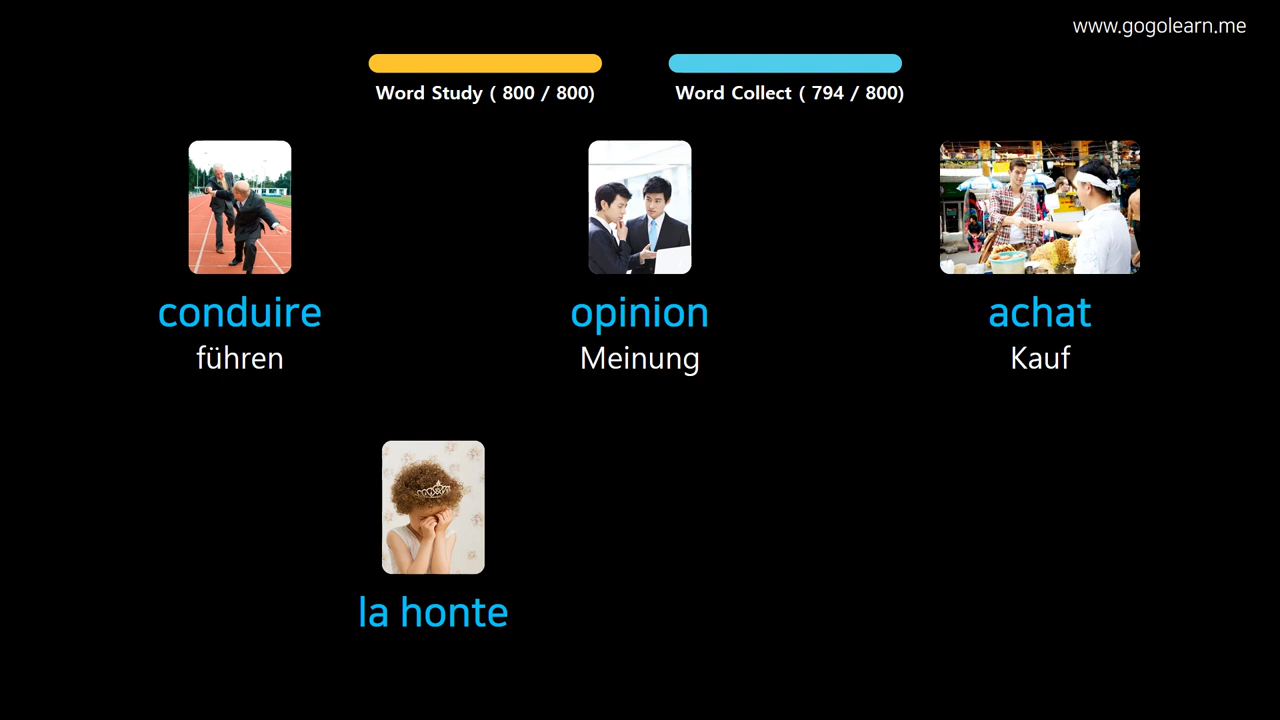 www.gogolearn.me
Word Study ( 800 / 800)
Word Collect ( 794 / 800)
conduire
führen
opinion
Meinung
achat
Kauf
la honte